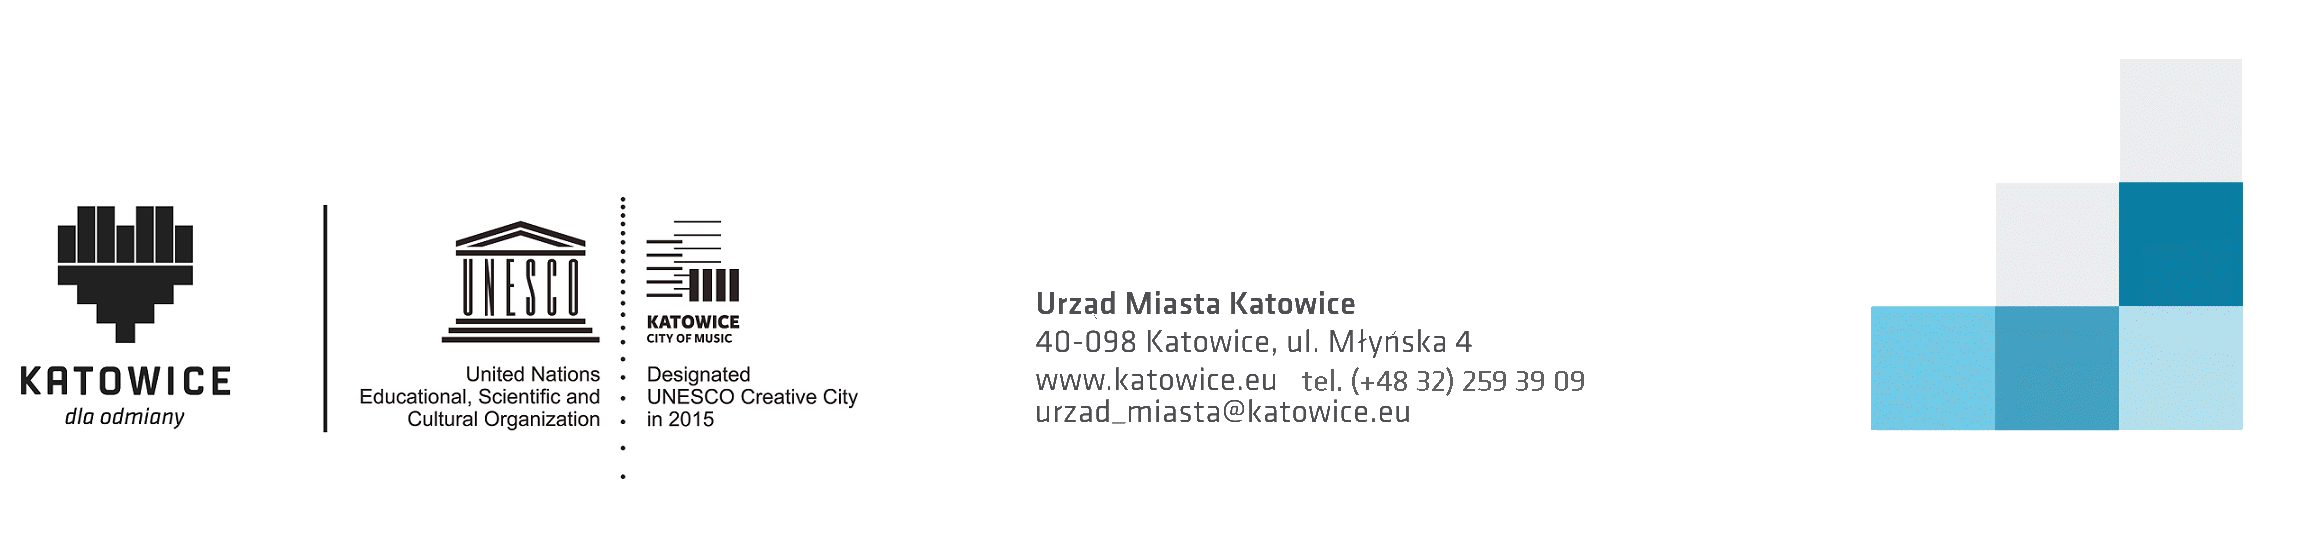 KATOWICE
dla odmiany
UNESCO
United Nations
Educational, Scientific and
Cultural Organization
KATOWICE
CITY OF MUSIC
Designated
UNESCO Creative City
in 2015
Urząd Miasta Katowice
40-098 Katowice, ul. Młyńska 4
www.katowice.eu tel. (+48 32) 259 39 09
urzad_miasta@katowice.eu